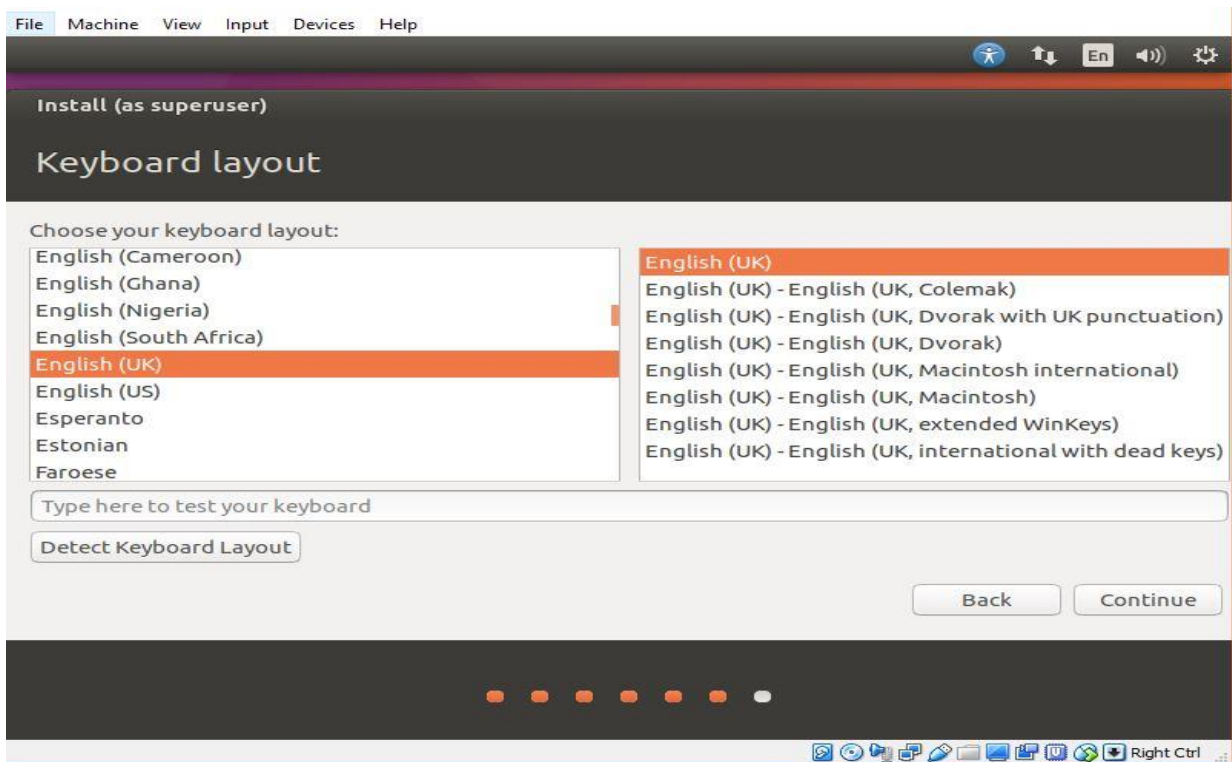 File Machine View Input Devices Help
En
Install (as superuser)
Keyboard layout
Choose your keyboard layout:
English (Cameroon)
English (Ghana)
English (Nigeria)
English (South Africa)
English (UK)
English (US)
Esperanto
Estonian
Faroese
English (UK)
English (UK) - English (UK, Colemak)
English (UK) - English (UK, Dvorak with UK punctuation)
English (UK) - English (UK, Dvorak)
English (UK) - English (UK, Macintosh international)
English (UK) - English (UK, Macintosh)
English (UK) - English (UK, extended WinKeys)
English (UK) - English (UK, international with dead keys)
Type here to test your keyboard
Detect Keyboard Layout
Back Continue
Right Ctrl